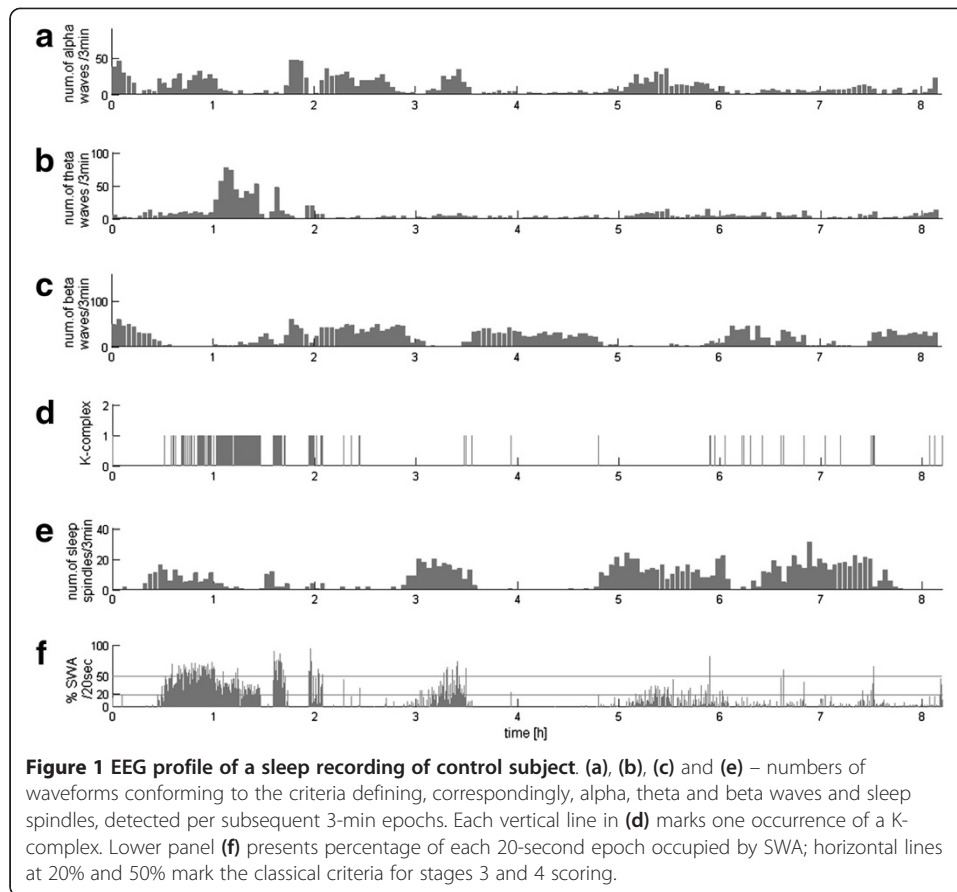 a
num.of alpha
waves /3min
50
0
0 1 2 3 4 5 6 7 8
b
num.of theta
waves /3min
100
50
0
0 1 2 3 4 5 6 7 8
c
num.of beta
waves/3min
100
0
0 1 2 3 4 5 6 7 8
d
K-complex
2
1
0
0 1 2 3 4 5 6 7 8
e
num.of sleep
spindles/3min
40
20
0
0 1 2 3 4 5 6 7 8
f
% SWA
/20sec
100
50
20
0
0 1 2 3 4 5 6 7 8
time [h]
Figure 1 EEG profile of a sleep recording of control subject. (a), (b), (c) and (e) – numbers of
waveforms conforming to the criteria defining, correspondingly, alpha, theta and beta waves and sleep
spindles, detected per subsequent 3-min epochs. Each vertical line in (d) marks one occurrence of a K-
complex. Lower panel (f) presents percentage of each 20-second epoch occupied by SWA; horizontal lines
at 20% and 50% mark the classical criteria for stages 3 and 4 scoring.